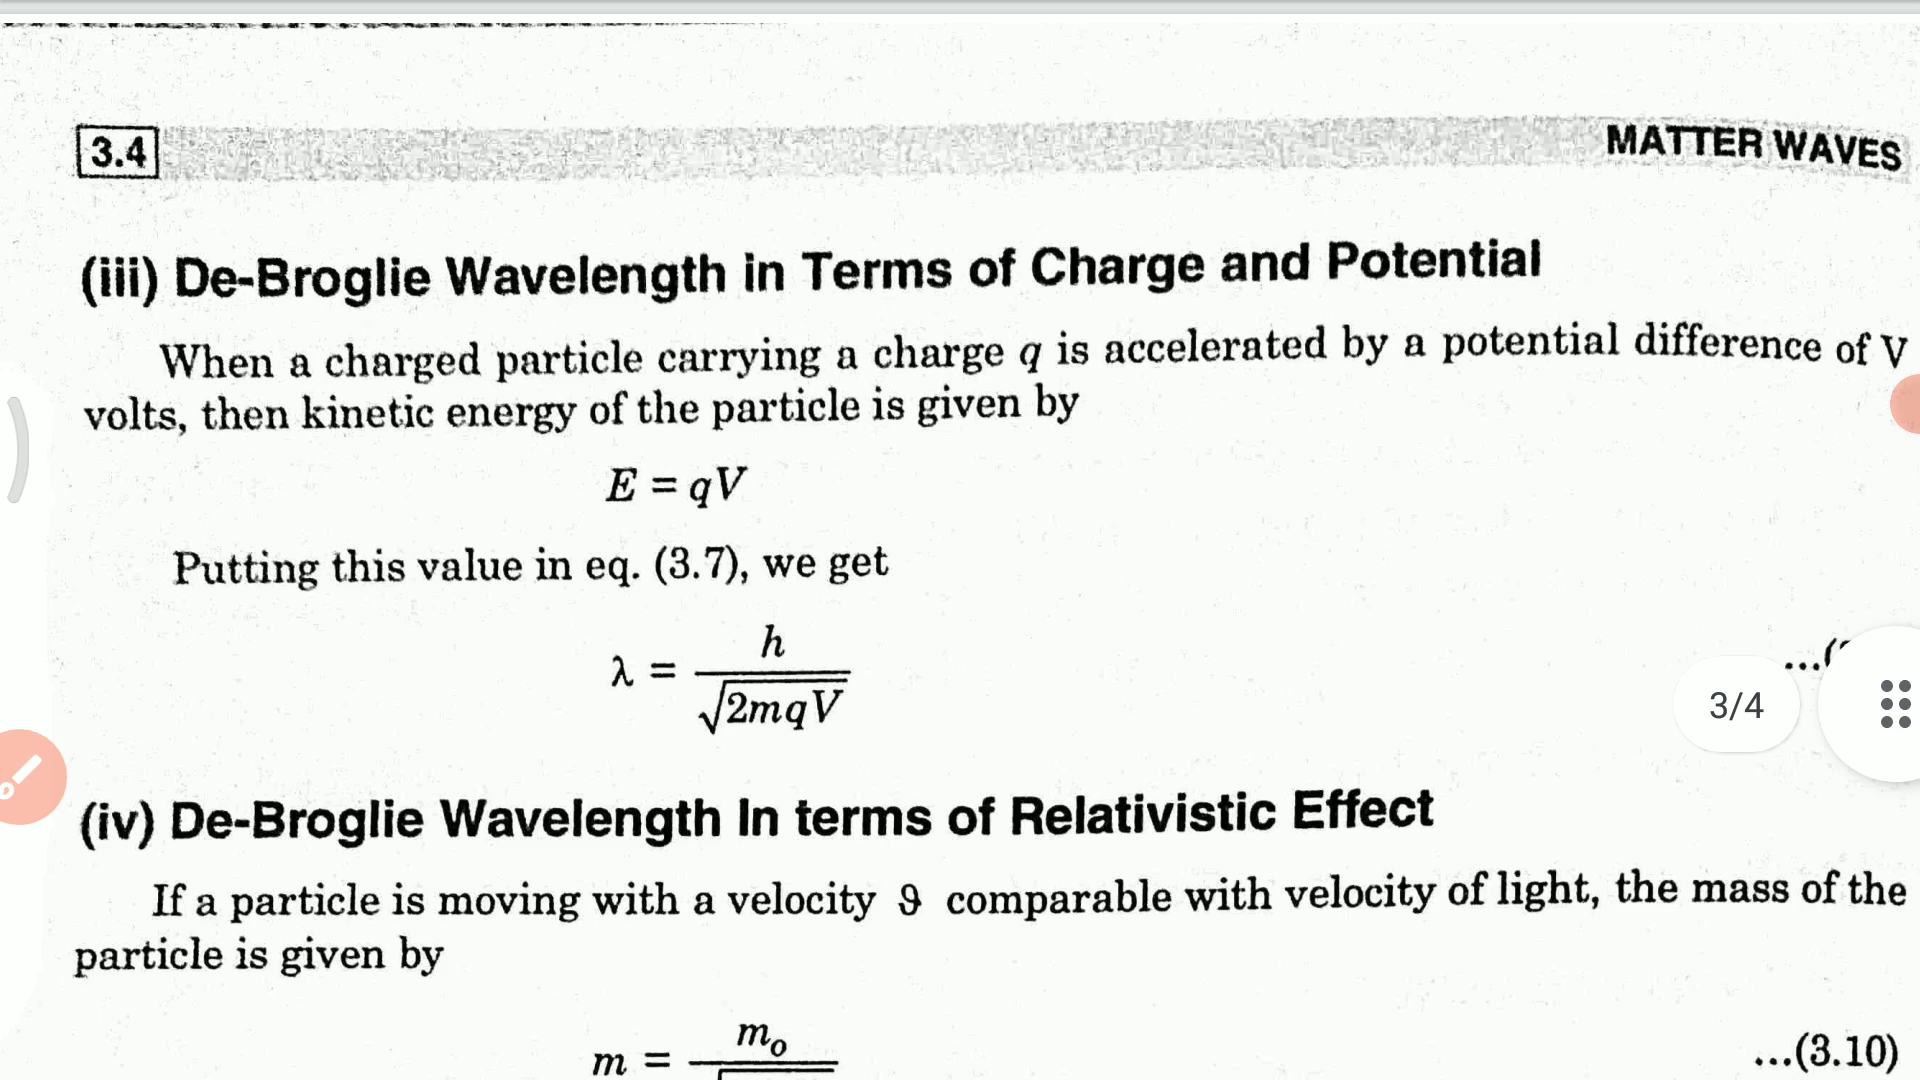 3.4 MATTER WAVES
(iii) De-Broglie Wavelength in Terms of Charge and Potential
When a charged particle carrying a charge q is accelerated by a potential difference of V
volts, then kinetic energy of the particle is given by
E = qV
Putting this value in eq. (3.7), we get
λ = h / √2mqV ...(
3/4
(iv) De-Broglie Wavelength In terms of Relativistic Effect
If a particle is moving with a velocity ϑ comparable with velocity of light, the mass of the
particle is given by
m = mo ...(3.10)